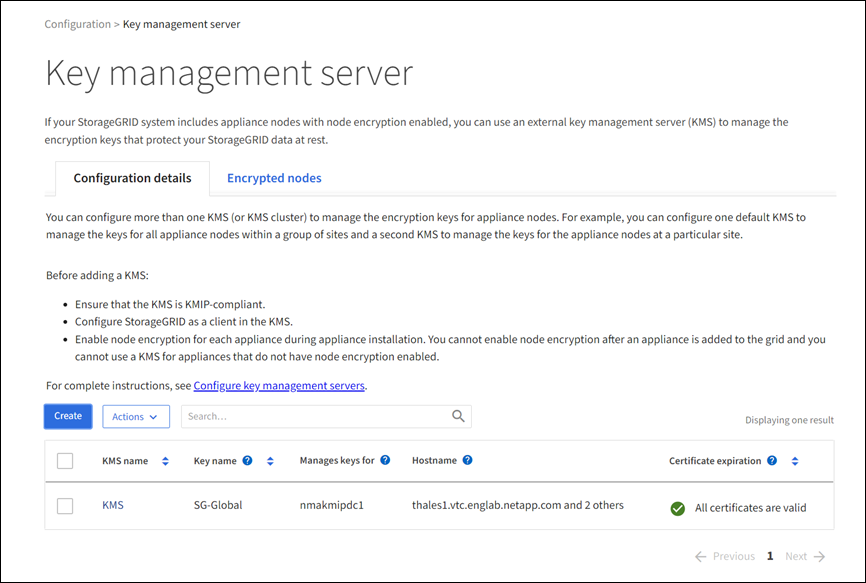 Configuration > Key management server
Key management server
If your StorageGRID system includes appliance nodes with node encryption enabled, you can use an external key management server (KMS) to manage the
encryption keys that protect your StorageGRID data at rest.
Configuration details Encrypted nodes
You can configure more than one KMS (or KMS cluster) to manage the encryption keys for appliance nodes. For example, you can configure one default KMS to
manage the keys for all appliance nodes within a group of sites and a second KMS to manage the keys for the appliance nodes at a particular site.
Before adding a KMS:
• Ensure that the KMS is KMIP-compliant.
• Configure StorageGRID as a client in the KMS.
• Enable node encryption for each appliance during appliance installation. You cannot enable node encryption after an appliance is added to the grid and you
cannot use a KMS for appliances that do not have node encryption enabled.
For complete instructions, see Configure key management servers.
Create Actions Search... Displaying one result
KMS name Key name ? Manages keys for ? Hostname ? Certificate expiration ?
KMS SG-Global nmakmipdc1 thales1.vtc.englab.netapp.com and 2 others All certificates are valid
← Previous 1 Next →